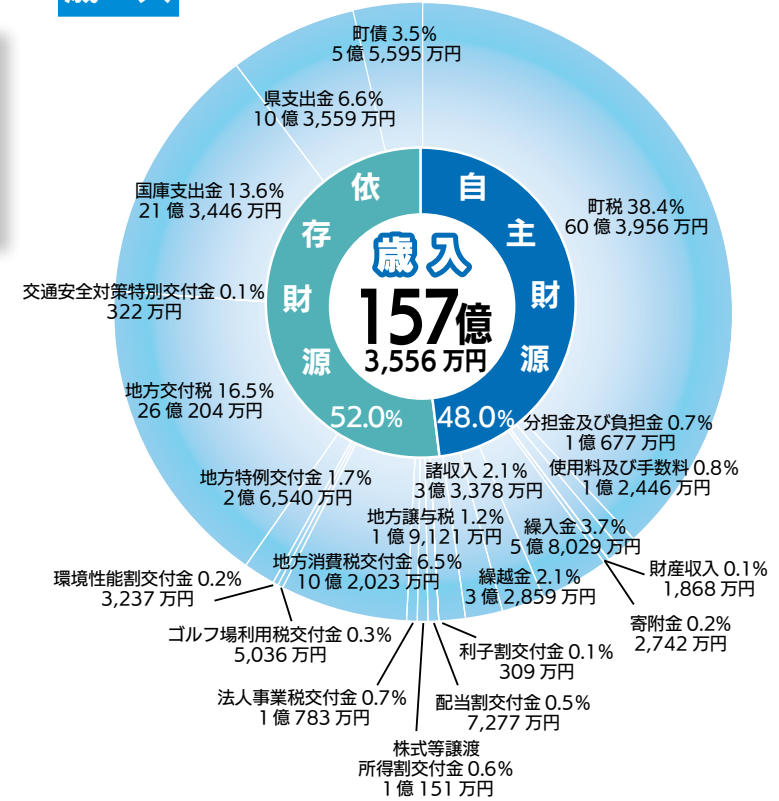 町債 3.5%
5億 5,595 万円
県支出金 6.6%
10 億 3,559 万円
国庫支出金 13.6%
21 億 3,446 万円
交通安全対策特別交付金 0.1%
322 万円
地方交付税 16.5%
26 億 204 万円
地方特例交付金 1.7%
2億 6,540 万円
環境性能割交付金 0.2%
3,237 万円
ゴルフ場利用税交付金 0.3%
5,036 万円
地方消費税交付金 6.5%
10 億 2,023 万円
法人事業税交付金 0.7%
1億 783 万円
株式等譲渡
所得割交付金 0.6%
1億 151 万円
配当割交付金 0.5%
7,277 万円
利子割交付金 0.1%
309 万円
地方譲与税 1.2%
1億 9,121 万円
依存財源
52.0%
歳入
157億
3,556 万円
自主財源
48.0%
町税 38.4%
60 億 3,956 万円
分担金及び負担金 0.7%
1億 677 万円
使用料及び手数料 0.8%
1億 2,446 万円
財産収入 0.1%
1,868 万円
寄附金 0.2%
2,742 万円
繰入金 3.7%
5億 8,029 万円
繰越金 2.1%
3億 2,859 万円
諸収入 2.1%
3億 3,378 万円